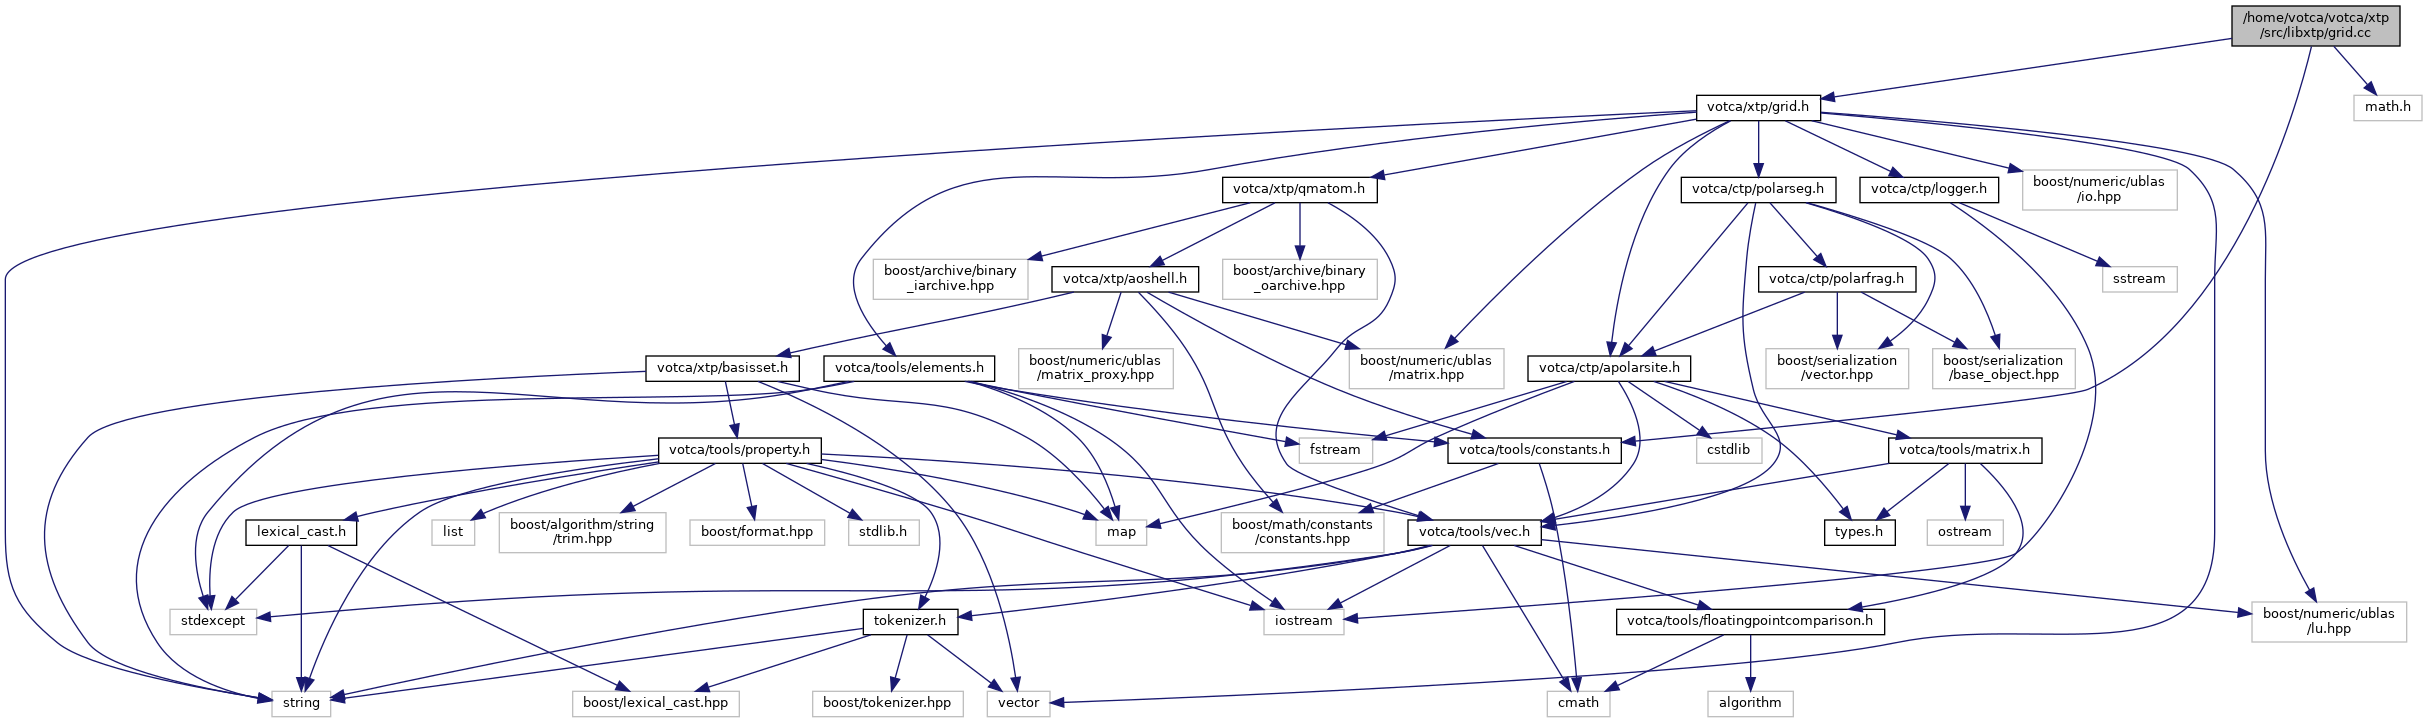 /home/votca/votca/xtp
/src/libxtp/grid.cc
votca/xtp/grid.h
math.h
votca/xtp/qmatom.h
votca/ctp/polarseg.h
votca/ctp/logger.h
boost/numeric/ublas
/io.hpp
boost/archive/binary
_iarchive.hpp
votca/xtp/aoshell.h
boost/archive/binary
_oarchive.hpp
votca/ctp/polarfrag.h
sstream
votca/xtp/basisset.h
votca/tools/elements.h
boost/numeric/ublas
/matrix_proxy.hpp
boost/numeric/ublas
/matrix.hpp
votca/ctp/apolarsite.h
boost/serialization
/vector.hpp
boost/serialization
/base_object.hpp
votca/tools/property.h
fstream
votca/tools/constants.h
cstdlib
votca/tools/matrix.h
lexical_cast.h
list
boost/algorithm/string
/trim.hpp
boost/format.hpp
stdlib.h
map
boost/math/constants
/constants.hpp
votca/tools/vec.h
types.h
ostream
stdexcept
tokenizer.h
iostream
votca/tools/floatingpointcomparison.h
boost/numeric/ublas
/lu.hpp
string
boost/lexical_cast.hpp
boost/tokenizer.hpp
vector
cmath
algorithm